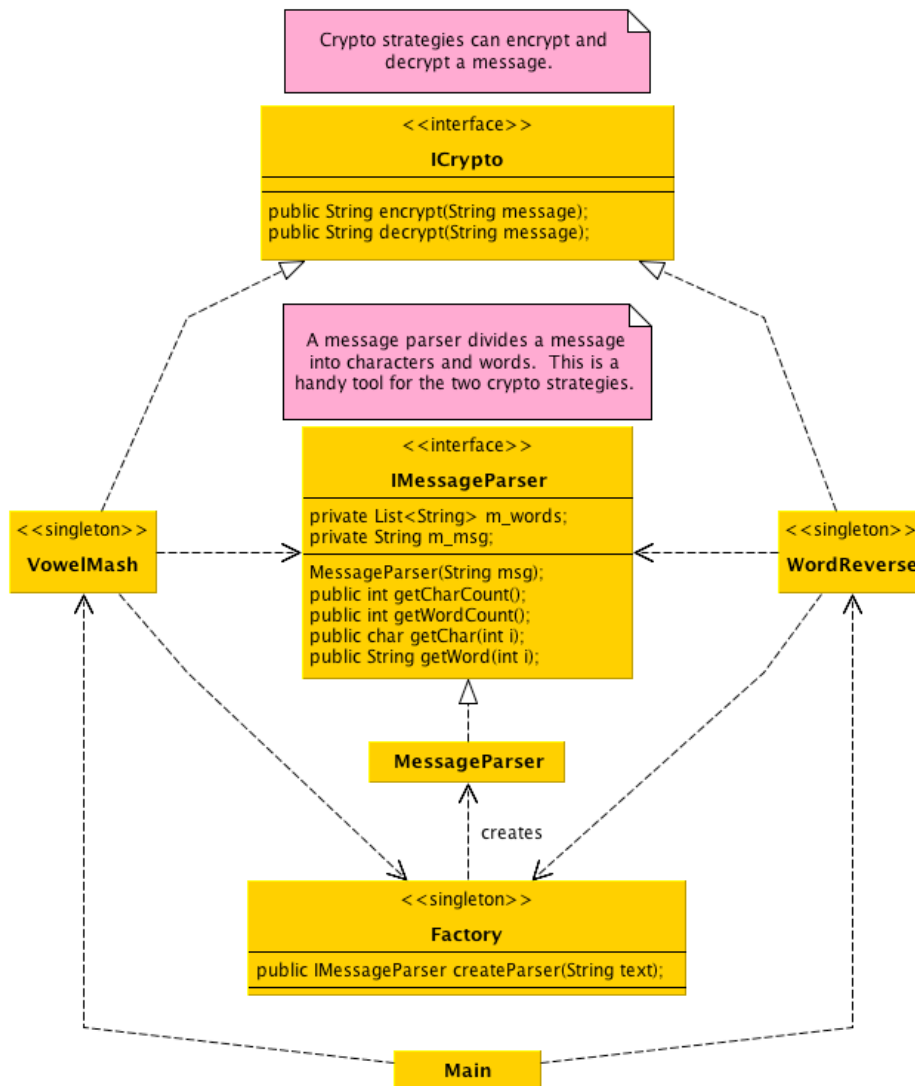 Crypto strategies can encrypt and
decrypt a message.
<<interface>>
ICrypto
public String encrypt(String message);
public String decrypt(String message);
A message parser divides a message
into characters and words.  This is a
handy tool for the two crypto strategies.
<<interface>>
IMessageParser
private List<String> m_words;
private String m_msg;
MessageParser(String msg);
public int getCharCount();
public int getWordCount();
public char getChar(int i);
public String getWord(int i);
<<singleton>>
VowelMash
<<singleton>>
WordReverse
MessageParser
creates
<<singleton>>
Factory
public IMessageParser createParser(String text);
Main